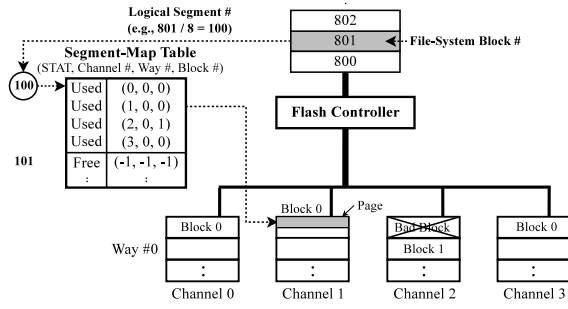 Logical Segment #
(e.g., 801 / 8 = 100)
802
801
800
File-System Block #
Segment-Map Table
(STAT, Channel #, Way #, Block #)
100
Used (0, 0, 0)
Used (1, 0, 0)
Used (2, 0, 1)
Used (3, 0, 0)
101
Free (-1, -1, -1)
: :
Flash Controller
Block 0
Page
Way #0
Block 0
Bad Block
Block 0
Block 1
: : : :
Channel 0 Channel 1 Channel 2 Channel 3